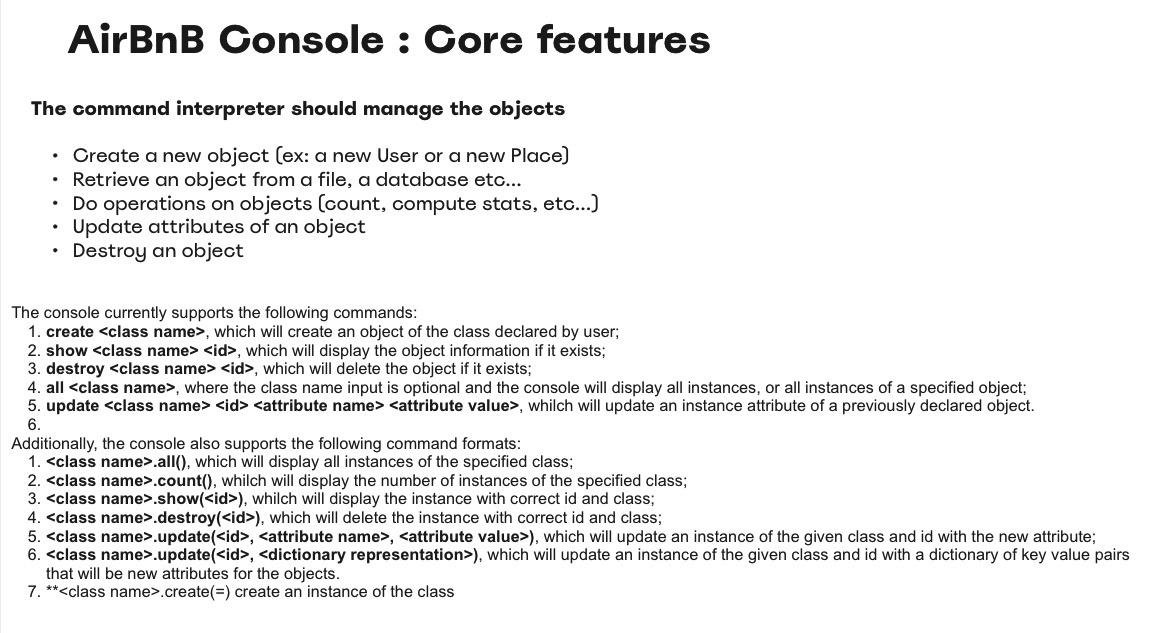 AirBnB Console : Core features
The command interpreter should manage the objects
• Create a new object (ex: a new User or a new Place)
• Retrieve an object from a file, a database etc...
• Do operations on objects (count, compute stats, etc...)
• Update attributes of an object
• Destroy an object
The console currently supports the following commands:
1. create <class name>, which will create an object of the class declared by user;
2. show <class name> <id>, which will display the object information if it exists;
3. destroy <class name> <id>, which will delete the object if it exists;
4. all <class name>, where the class name input is optional and the console will display all instances, or all instances of a specified object;
5. update <class name> <id> <attribute name> <attribute value>, whilch will update an instance attribute of a previously declared object.
6.
Additionally, the console also supports the following command formats:
1. <class name>.all(), which will display all instances of the specified class;
2. <class name>.count(), whilch will display the number of instances of the specified class;
3. <class name>.show(<id>), whilch will display the instance with correct id and class;
4. <class name>.destroy(<id>), which will delete the instance with correct id and class;
5. <class name>.update(<id>, <attribute name>, <attribute value>), which will update an instance of the given class and id with the new attribute;
6. <class name>.update(<id>, <dictionary representation>), which will update an instance of the given class and id with a dictionary of key value pairs
that will be new attributes for the objects.
7. **<class name>.create(=) create an instance of the class